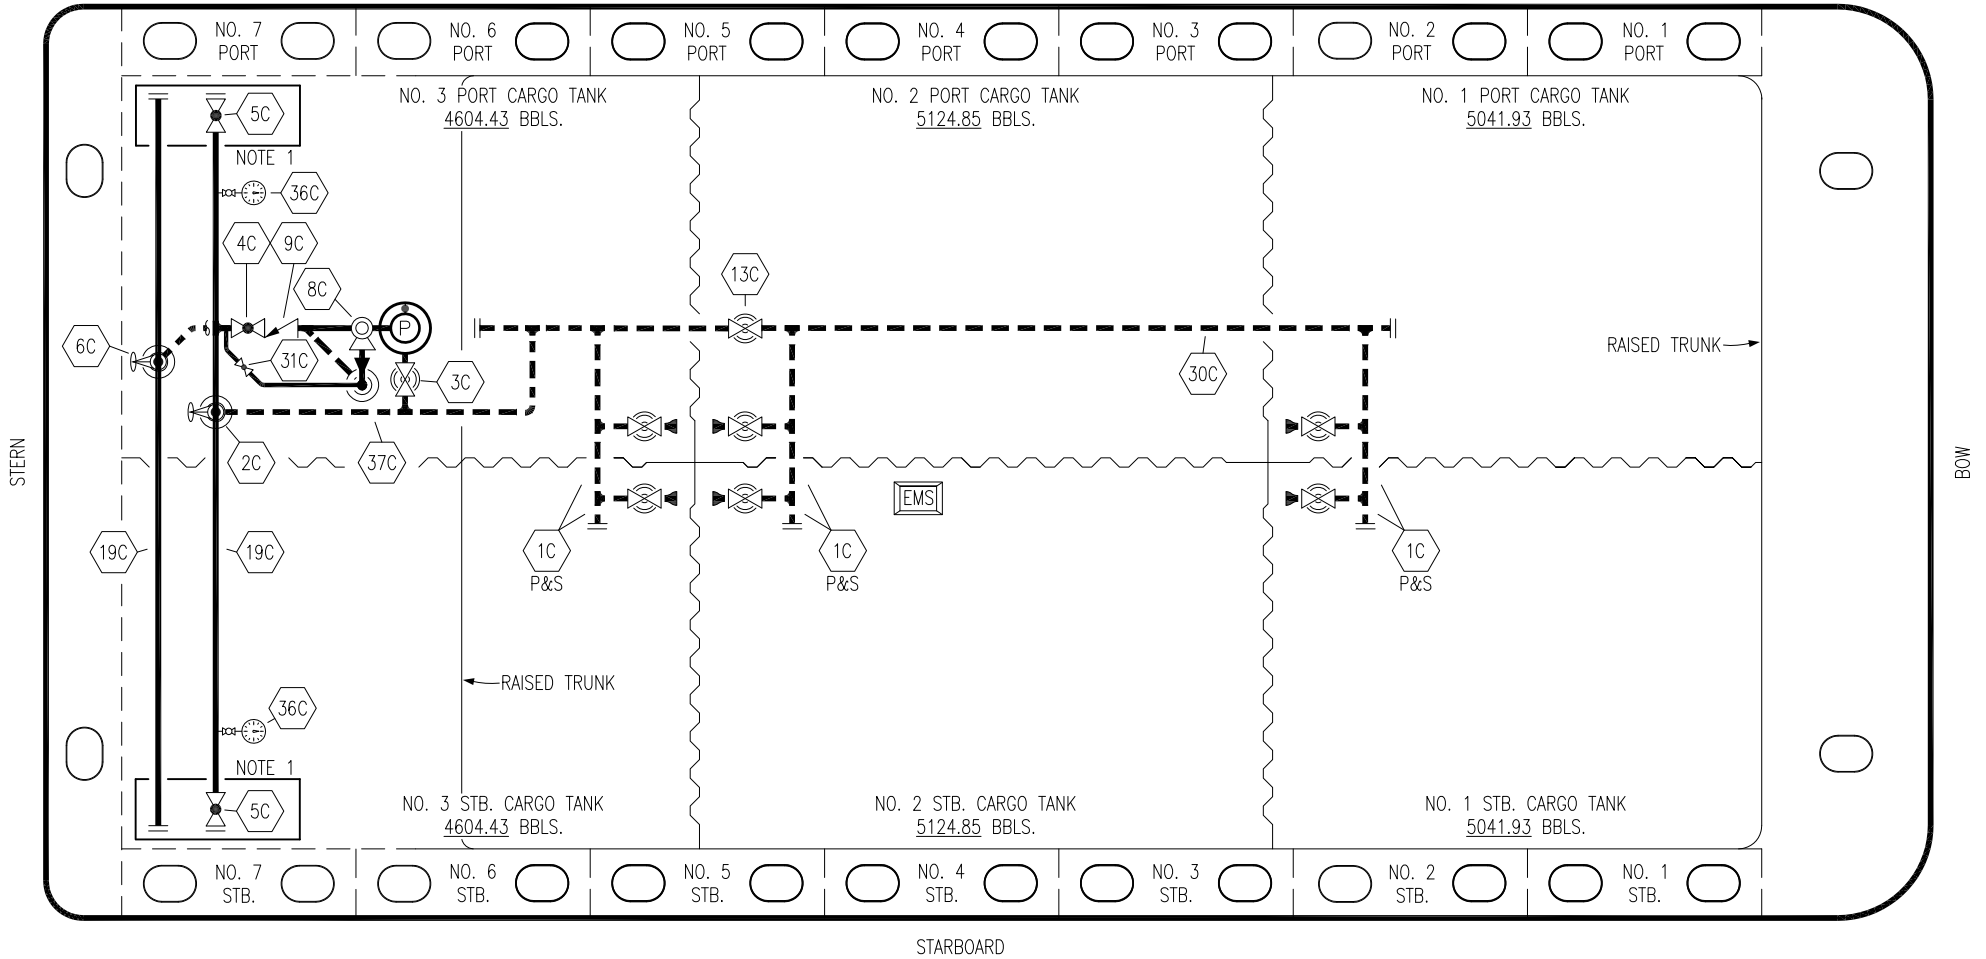 NO. 7
PORT
NO. 6
PORT
NO. 5
PORT
NO. 4
PORT
NO. 3
PORT
NO. 2
PORT
NO. 1
PORT
NO. 3 PORT CARGO TANK
4604.43 BBLS.
NO. 2 PORT CARGO TANK
5124.85 BBLS.
NO. 1 PORT CARGO TANK
5041.93 BBLS.
5C
NOTE 1
36C
4C
9C
8C
13C
P
6C
31C
3C
30C
RAISED TRUNK
2C
37C
STERN
BOW
EMS
19C
19C
1C
P&S
1C
P&S
1C
P&S
RAISED TRUNK
36C
NOTE 1
5C
NO. 3 STB. CARGO TANK
4604.43 BBLS.
NO. 2 STB. CARGO TANK
5124.85 BBLS.
NO. 1 STB. CARGO TANK
5041.93 BBLS.
NO. 7
STB.
NO. 6
STB.
NO. 5
STB.
NO. 4
STB.
NO. 3
STB.
NO. 2
STB.
NO. 1
STB.
STARBOARD